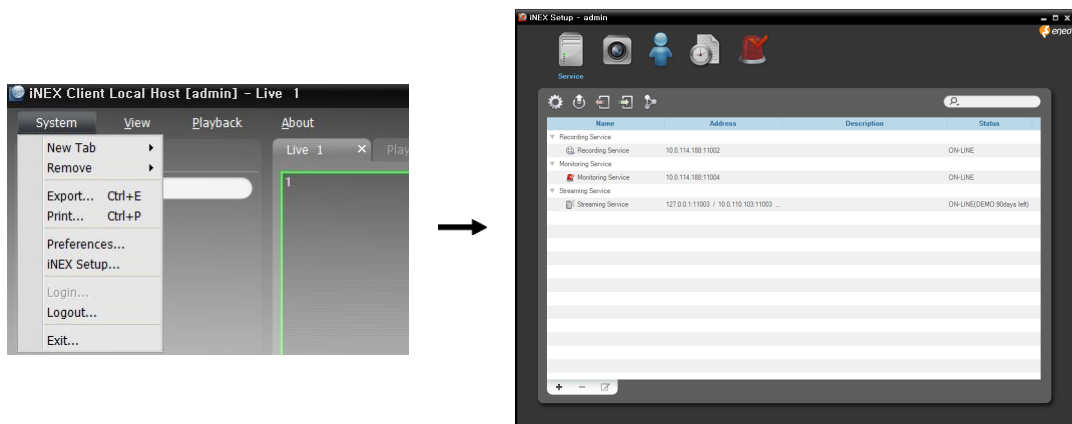 iNEX Client Local Host [admin] – Live 1
System View Playback About
New Tab
Remove
Export... Ctrl+E
Print... Ctrl+P
Preferences...
iNEX Setup...
Login...
Logout...
Exit...
Live 1 × Play
1
iNEX Setup - admin
eneo
Service
Name Address Description Status
Recording Service
Recording Service 10.0.114.188:11002 ON-LINE
Monitoring Service
Monitoring Service 10.0.114.188:11004 ON-LINE
Streaming Service
Streaming Service 127.0.0.1:11003 / 10.0.110.103:11003 ... ON-LINE(DEMO:90days left)